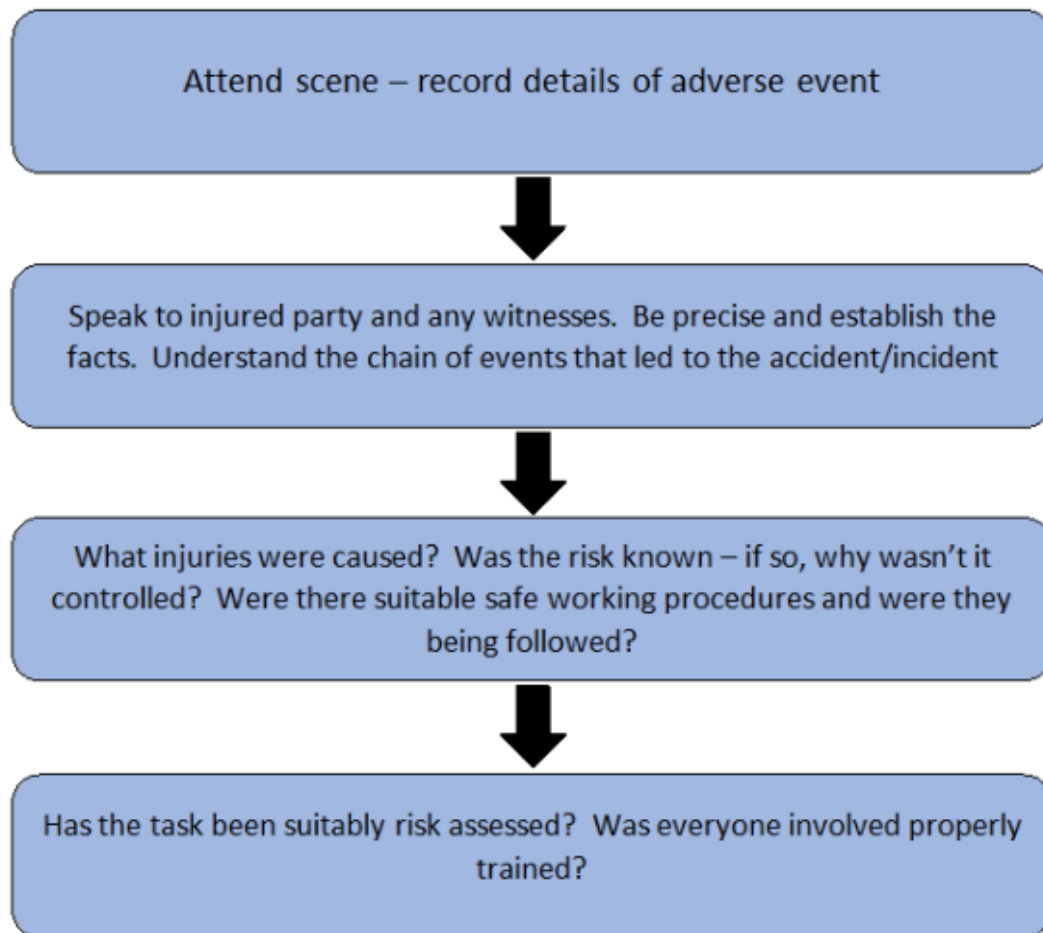 Attend scene – record details of adverse event
Speak to injured party and any witnesses.  Be precise and establish the
facts.  Understand the chain of events that led to the accident/incident
What injuries were caused?  Was the risk known – if so, why wasn’t it
controlled?  Were there suitable safe working procedures and were they
being followed?
Has the task been suitably risk assessed?  Was everyone involved properly
trained?